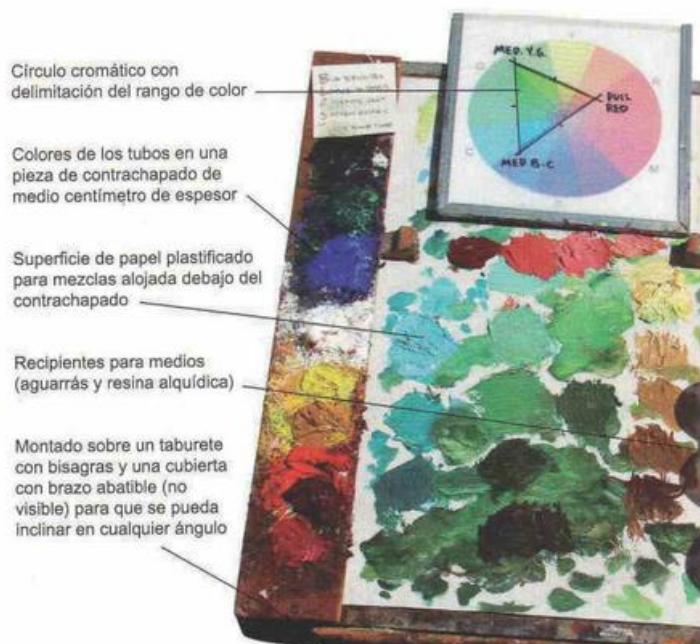 Círculo cromático con
delimitación del rango de color
Colores de los tubos en una
pieza de contrachapado de
medio centímetro de espesor
Superficie de papel plastificado
para mezclas alojada debajo del
contrachapado
Recipientes para medios
(aguarrás y resina alquídica)
Montado sobre un taburete
con bisagras y una cubierta
con brazo abatible (no
visible) para que se pueda
inclinar en cualquier ángulo
MED. Y.G.
DULL
RED
MED B-C
Y
R
M
C
G